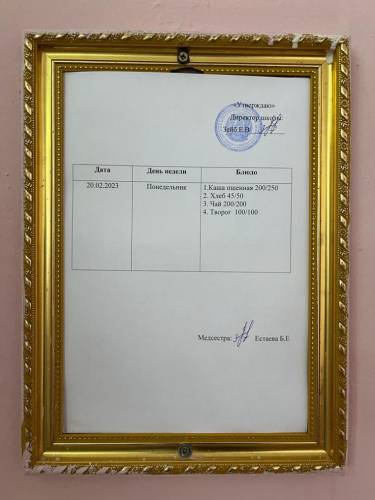 «Утверждаю»
Директор школы:
Зейб Е.В.
Дата День недели Блюдо
20.02.2023 Понедельник 1.Каша пшенная 200/250
2. Хлеб 45/50
3. Чай 200/200
4. Творог 100/100
Медсестра: Естаева Б.Е